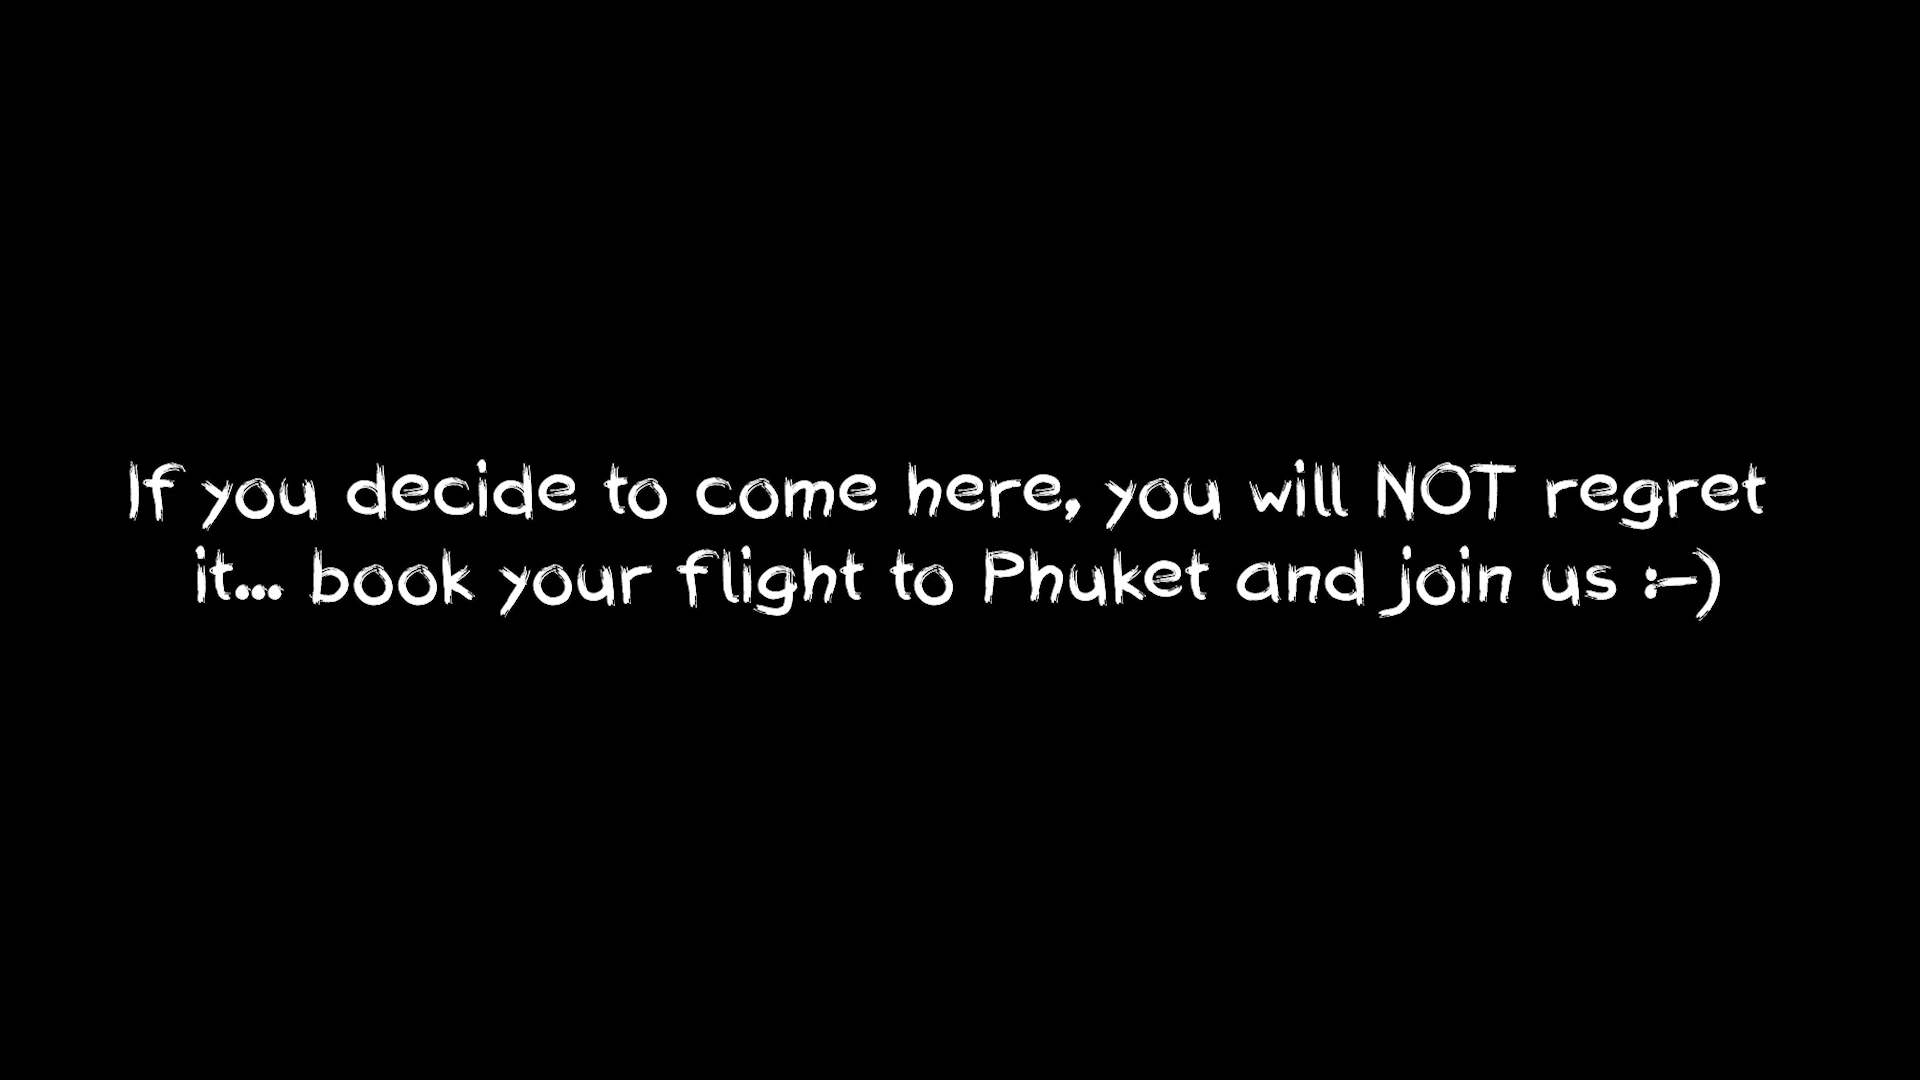 If you decide to come here, you will NOT regret
it... book your flight to Phuket and join us :-)